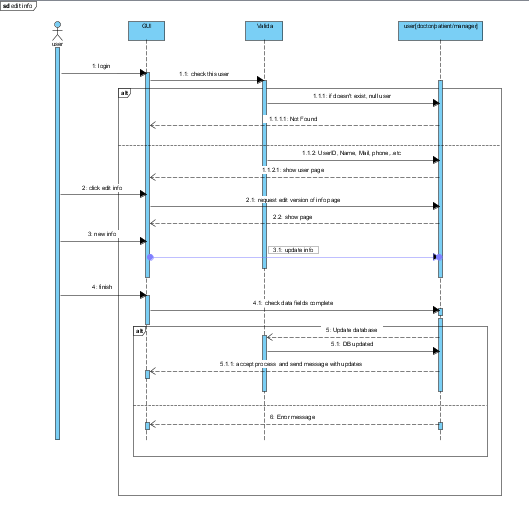 sd edit info
GUI
Valida
user[doctor/patient/manager]
user
1: login
1.1: check this user
alt
1.1.1: if doesn't exist, null user
1.1.1.1: Not Found
1.1.2: UserID, Name, Mail, phone,..etc
1.1.2.1: show user page
2: click edit info
2.1: request edit version of info page
2.2: show page
3: new info
3.1: update info
4: finish
4.1: check data fields complete
alt
5: Update database
5.1: DB updated
5.1.1: accept process and send message with updates
6: Error message